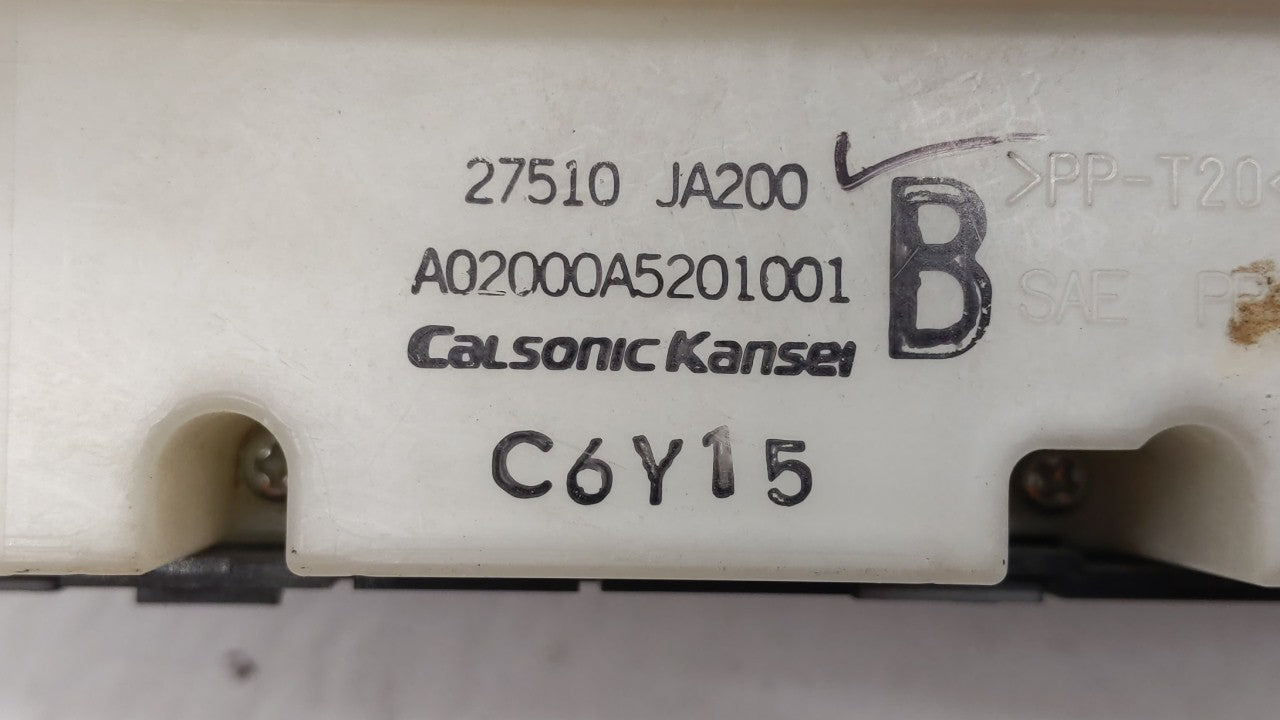 27510 JA200
A02000A5201001
B
>PP-T20<
SAE
CALSONIC KANSEI
C6Y15